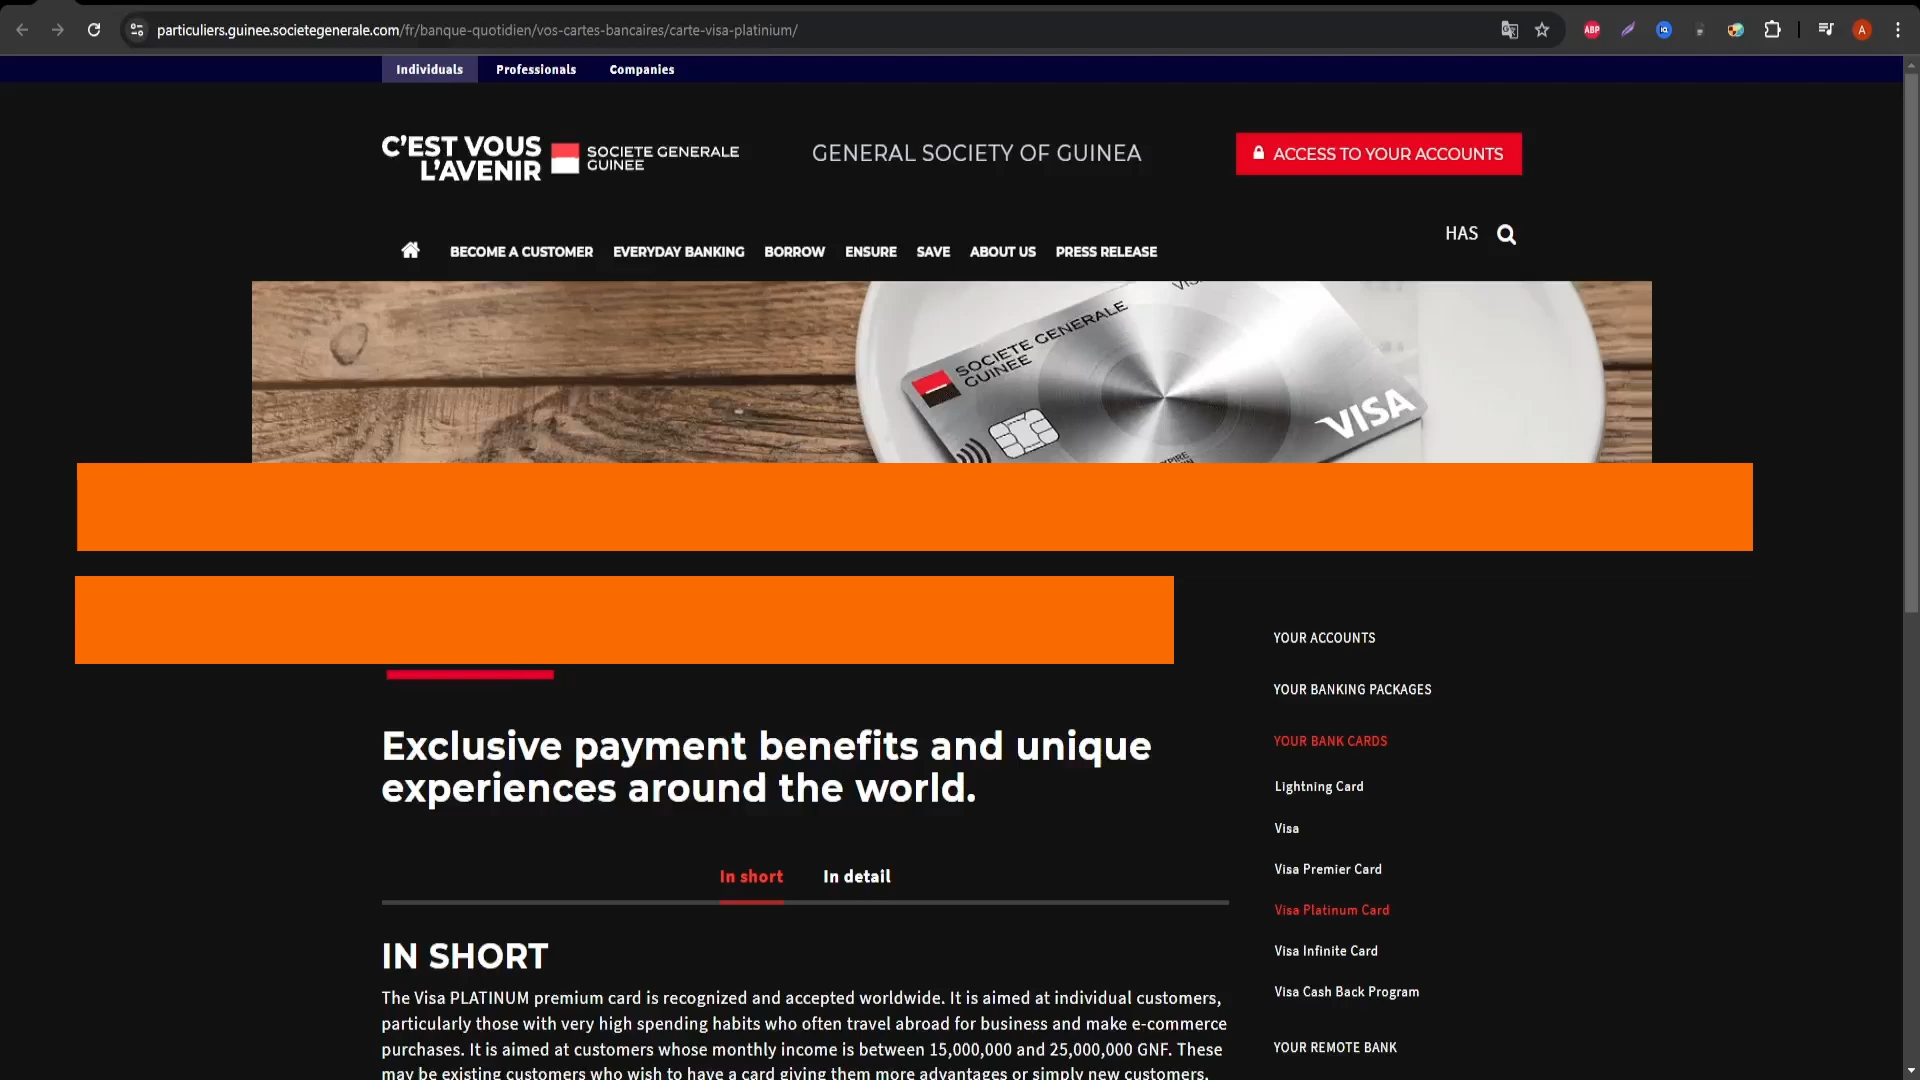 particuliers.guinee.societegenerale.com/fr/banque-quotidien/vos-cartes-bancaires/carte-visa-platinium/
ABP
A
Individuals
Professionals
Companies
C'EST VOUS
L'AVENIR
SOCIETE GENERALE
GUINEE
GENERAL SOCIETY OF GUINEA
ACCESS TO YOUR ACCOUNTS
HAS
BECOME A CUSTOMER
EVERYDAY BANKING
BORROW
ENSURE
SAVE
ABOUT US
PRESS RELEASE
SOCIETE GENERALE
GUINEE
VISA
YOUR ACCOUNTS
YOUR BANKING PACKAGES
YOUR BANK CARDS
Lightning Card
Visa
Visa Premier Card
Visa Platinum Card
Visa Infinite Card
Visa Cash Back Program
YOUR REMOTE BANK
Exclusive payment benefits and unique
experiences around the world.
In short
In detail
IN SHORT
The Visa PLATINUM premium card is recognized and accepted worldwide. It is aimed at individual customers,
particularly those with very high spending habits who often travel abroad for business and make e-commerce
purchases. It is aimed at customers whose monthly income is between 15,000,000 and 25,000,000 GNF. These
may be existing customers who wish to have a card giving them more advantages or simply new customers.